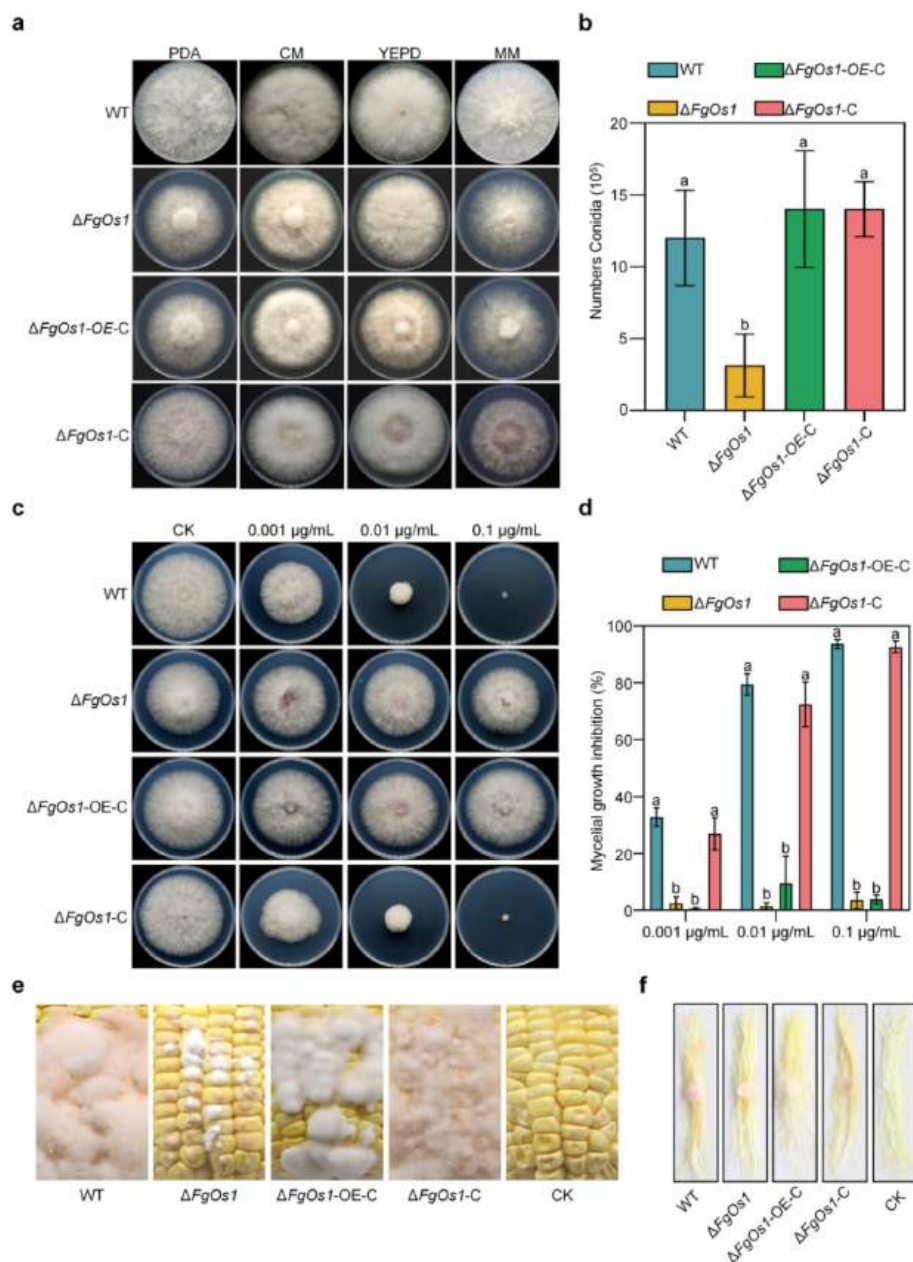 a
PDA CM YEPD MM
WT
ΔFgOs1
ΔFgOs1-OE-C
ΔFgOs1-C
b
WT ΔFgOs1-OE-C
ΔFgOs1 ΔFgOs1-C
Numbers Conidia (10⁵)
20
15
10
5
0
a
b
a
a
WT ΔFgOs1 ΔFgOs1-OE-C ΔFgOs1-C
c
CK 0.001 µg/mL 0.01 µg/mL 0.1 µg/mL
WT
ΔFgOs1
ΔFgOs1-OE-C
ΔFgOs1-C
d
WT ΔFgOs1-OE-C
ΔFgOs1 ΔFgOs1-C
Mycelial growth inhibition (%)
100
80
60
40
20
0
a b b a
a b b a
a b b a
0.001 µg/mL 0.01 µg/mL 0.1 µg/mL
e
WT ΔFgOs1 ΔFgOs1-OE-C ΔFgOs1-C CK
f
WT ΔFgOs1 ΔFgOs1-OE-C ΔFgOs1-C CK